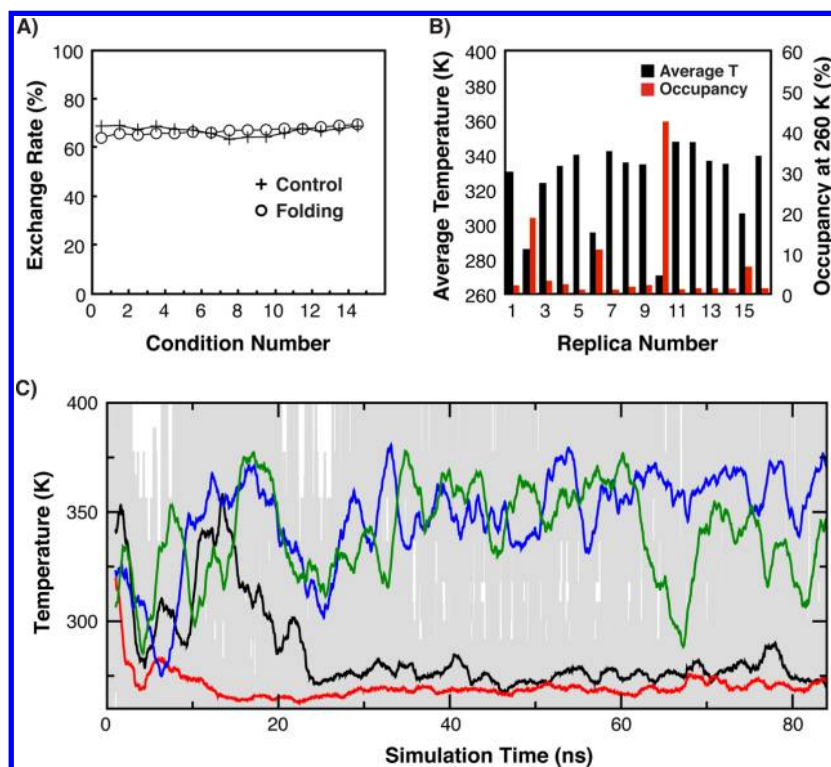 A)
100
80
60
40
20
0
Exchange Rate (%)
+ Control
○ Folding
0 2 4 6 8 10 12 14
Condition Number
B)
400
380
360
340
320
300
280
260
Average Temperature (K)
Average T
Occupancy
60
50
40
30
20
10
0
Occupancy at 260 K (%)
1 3 5 7 9 11 13 15
Replica Number
C)
400
350
300
Temperature (K)
0 20 40 60 80
Simulation Time (ns)